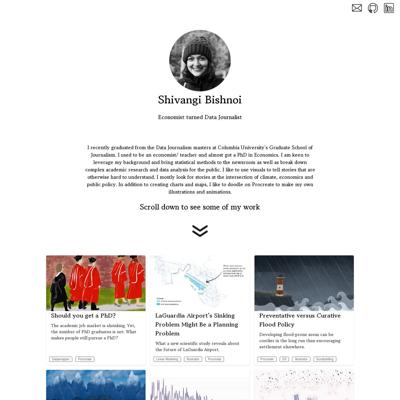 Shivangi Bishnoi
Economist turned Data Journalist
I recently graduated from the Data Journalism masters at Columbia University's Graduate School of
Journalism. I used to be an economist/ teacher and almost got a PhD in Economics. I am keen to
leverage my background and bring statistical methods to the newsroom as well as break down
complex academic research and data analysis for the public. I like to use visuals to tell stories that are
otherwise hard to understand. I mostly look for stories at the intersection of climate, economics and
public policy. In addition to creating charts and maps, I like to doodle on Procreate to make my own
illustrations and animations.
Scroll down to see some of my work
Should you get a PhD?
The academic job market is shrinking. Yet,
the number of PhD graduates is not. What
makes people still pursue a PhD?
Datawrapper
Procreate
LaGuardia Airport's Sinking
Problem Might Be a Planning
Problem
What a new scientific study reveals about
the future of LaGuardia Airport.
Linear Modeling
Illustrator
Procreate
Preventative versus Curative
Flood Policy
Developing flood-prone areas can be
costlier in the long run than encouraging
settlement elsewhere.
Procreate
GIS
Illustrator
Scrollytelling